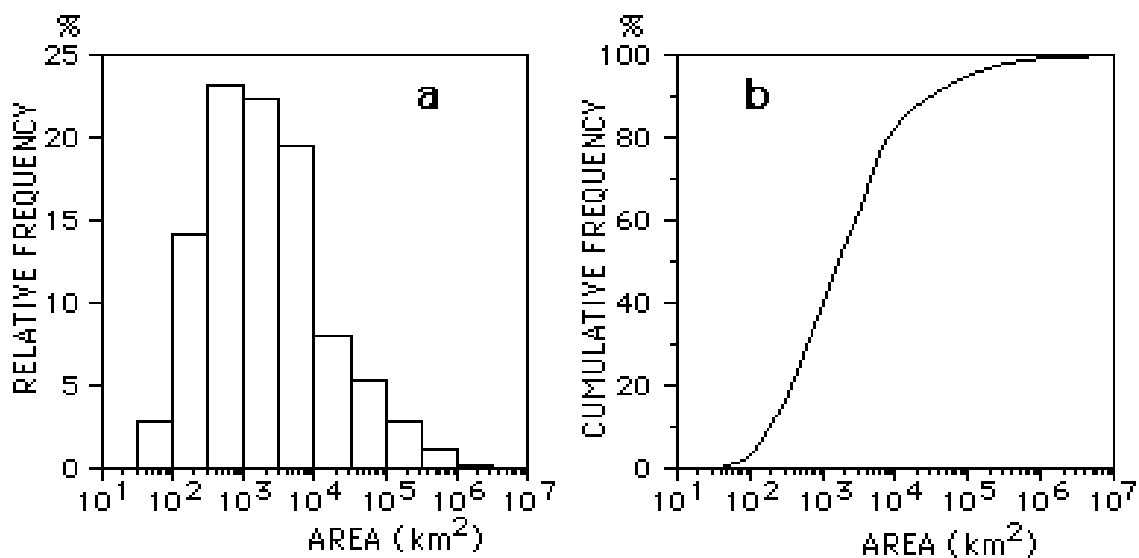 %
25
20
15
10
5
0
RELATIVE FREQUENCY
a
10^1 10^2 10^3 10^4 10^5 10^6 10^7
AREA (km^2)
%
100
80
60
40
20
0
CUMULATIVE FREQUENCY
b
10^1 10^2 10^3 10^4 10^5 10^6 10^7
AREA (km^2)